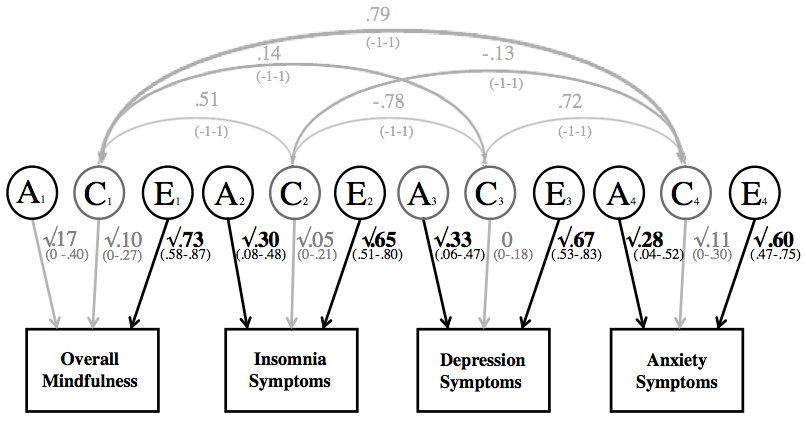 .79
(-1-1)
.14
(-1-1)
-.13
(-1-1)
.51
(-1-1)
-.78
(-1-1)
.72
(-1-1)
A1 C1 E1 A2 C2 E2 A3 C3 E3 A4 C4 E4
√.17 √.10 √.73 √.30 √.05 √.65 √.33 0 √.67 √.28 √.11 √.60
(0-.40) (0-.27) (.58-.87) (.08-.48) (0-.21) (.51-.80) (.06-.47) (0-.18) (.53-.83) (.04-.52) (0-.30) (.47-.75)
Overall
Mindfulness
Insomnia
Symptoms
Depression
Symptoms
Anxiety
Symptoms